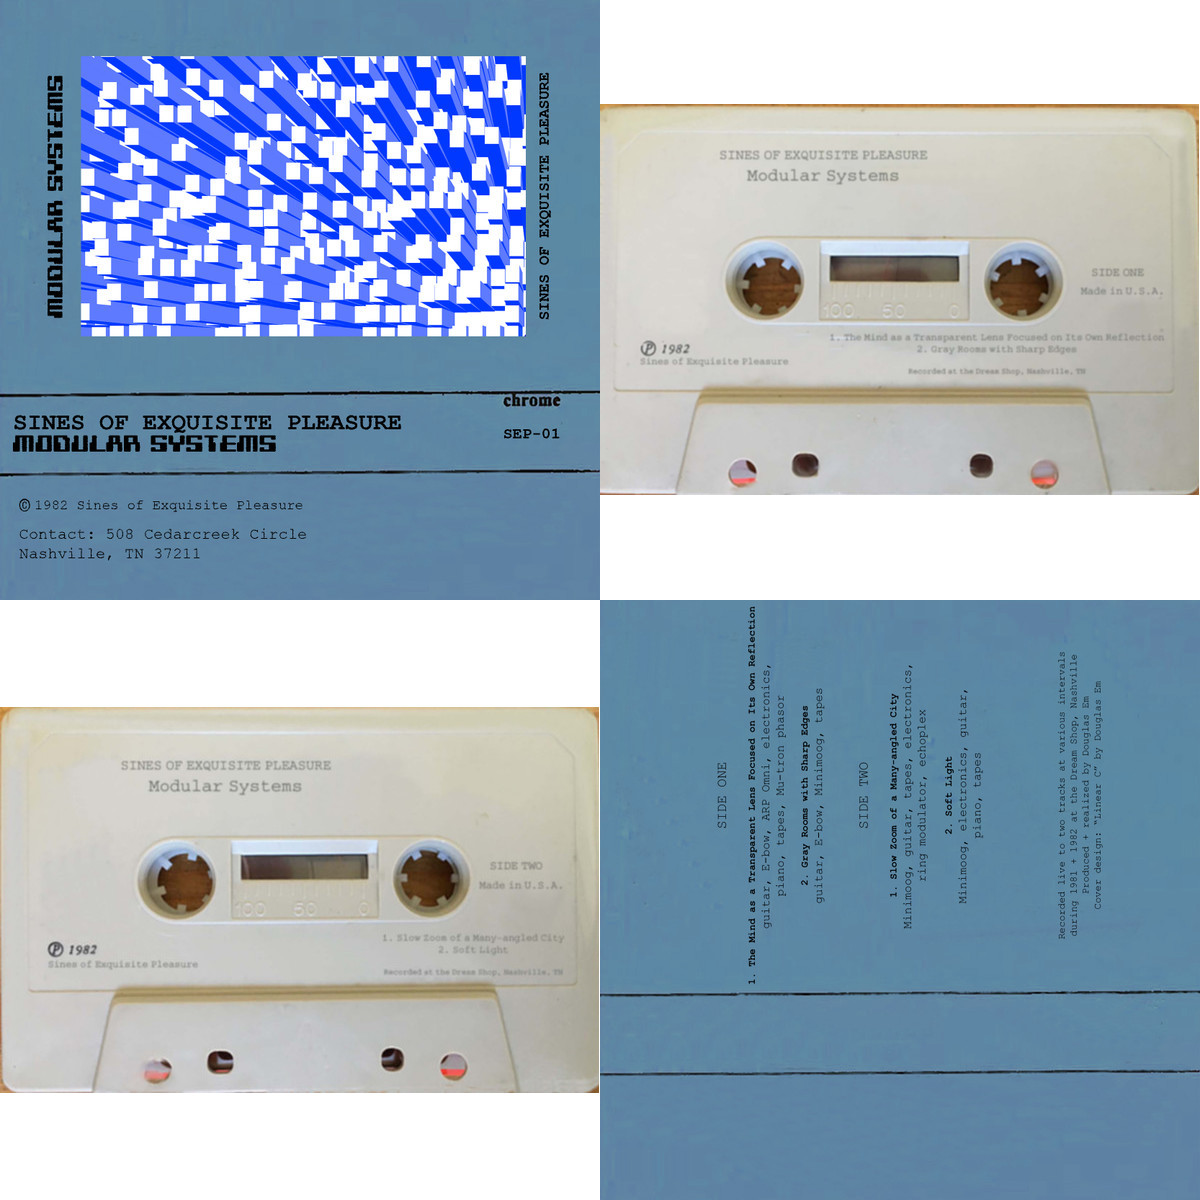 MODULAR SYSTEMS
SINES OF EXQUISITE PLEASURE
chrome
SINES OF EXQUISITE PLEASURE
MODULAR SYSTEMS
SEP-01
©1982 Sines of Exquisite Pleasure
Contact: 508 Cedarcreek Circle
Nashville, TN 37211
SINES OF EXQUISITE PLEASURE
Modular Systems
SIDE ONE
Made in U.S.A.
100 50 0
1. The Mind as a Transparent Lens Focused on Its Own Reflection
2. Gray Rooms with Sharp Edges
Ⓟ 1982
Sines of Exquisite Pleasure
Recorded at the Dream Shop, Nashville, TN
SINES OF EXQUISITE PLEASURE
Modular Systems
SIDE TWO
Made in U.S.A.
100 50 0
1. Slow Zoom of a Many-angled City
2. Soft Light
Ⓟ 1982
Sines of Exquisite Pleasure
Recorded at the Dream Shop, Nashville, TN
SIDE ONE
1. The Mind as a Transparent Lens Focused on Its Own Reflection
guitar, E-bow, ARP Omni, electronics,
piano, tapes, Mu-tron phasor
2. Gray Rooms with Sharp Edges
guitar, E-bow, Minimoog, tapes
SIDE TWO
1. Slow Zoom of a Many-angled City
Minimoog, guitar, tapes, electronics,
ring modulator, echoplex
2. Soft Light
Minimoog, electronics, guitar,
piano, tapes
Recorded live to two tracks at various intervals
during 1981 + 1982 at the Dream Shop, Nashville
Produced + realized by Douglas Em
Cover design: "Linear C" by Douglas Em